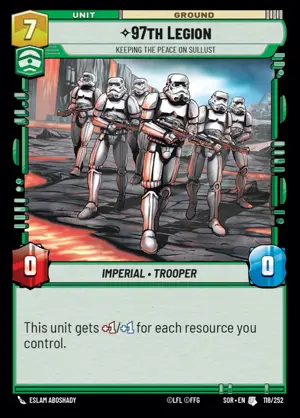 UNIT GROUND
7
97TH LEGION
KEEPING THE PEACE ON SULLUST
0 0
IMPERIAL • TROOPER
This unit gets +1/+1 for each resource you
control.
ESLAM ABOSHADY ©LFL ©FFG SOR • EN 118/252